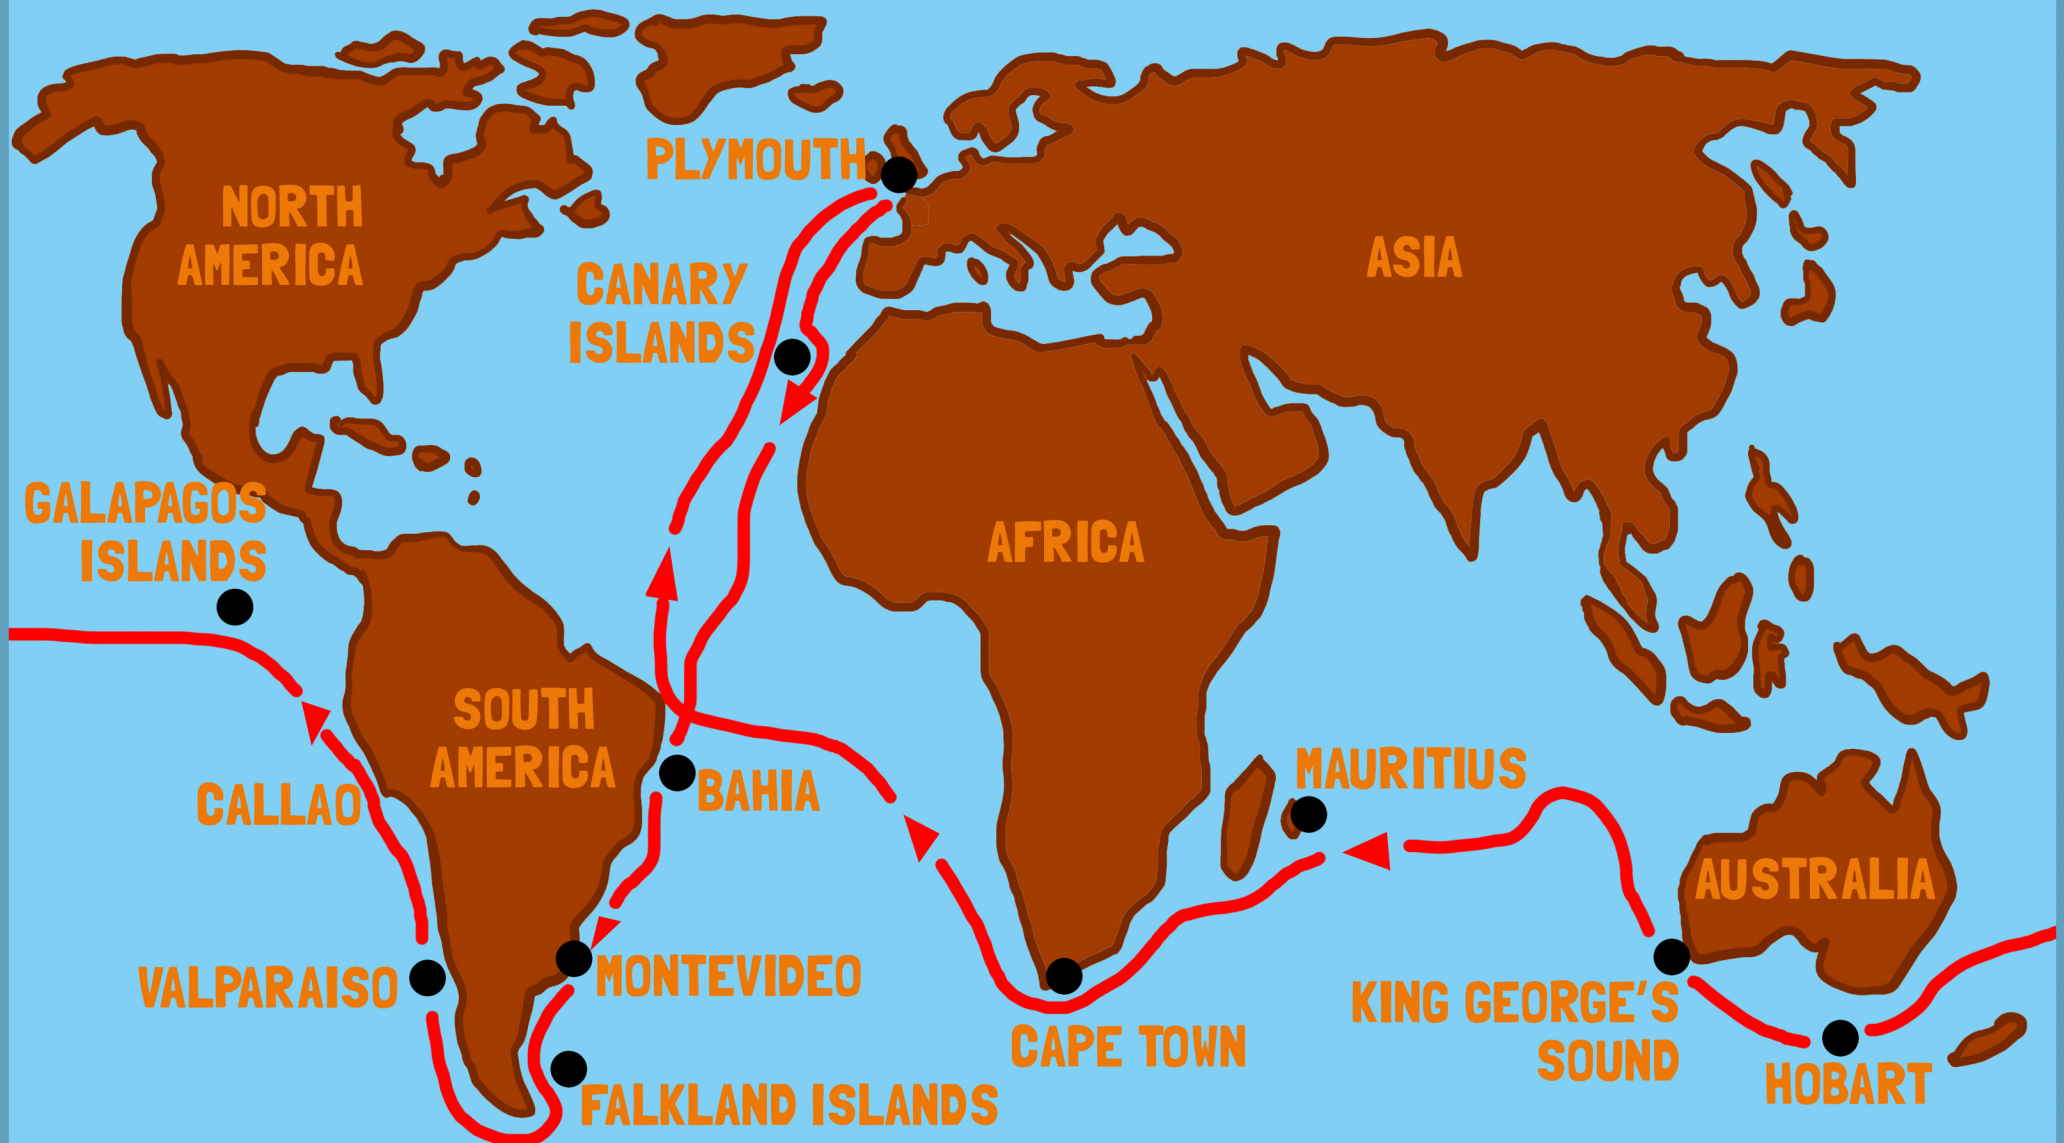 PLYMOUTH
NORTH
AMERICA
ASIA
CANARY
ISLANDS
GALAPAGOS
ISLANDS
AFRICA
SOUTH
AMERICA
MAURITIUS
CALLAO
BAHIA
AUSTRALIA
VALPARAISO
MONTEVIDEO
KING GEORGE'S
SOUND
CAPE TOWN
HOBART
FALKLAND ISLANDS